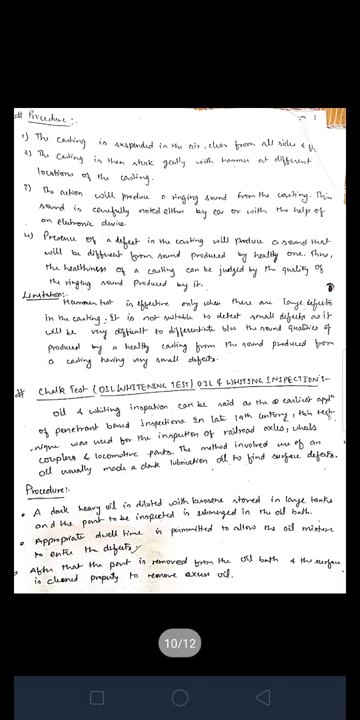 # Procedure:-
1) The casting is suspended in the air, clear from all sides &
2) The casting is then struk gently with hammer at different
locations of the casting.
3) The action will produce a ringing sound from the casting. This
sound is carefully noted either by ear or with the help of
an eletronic device.
4) Presence of a defect in the casting will produce a sound that
will be different from sound produced by healthy one. Thus,
the healthiness of a casting can be judged by the quality of
the ringing sound produced by it.
Limitation:
Hammer test is effective only when there are large defects
in the casting. It is not suitable to detect small defects as it
will be very difficult to differentiate b/w the sound qualities of
produced by a healthy casting from the sound produced from
a casting having very small defects.
# Chalk Test (OIL WHITENING TEST) OIL & WHITING INSPECTION:-
Oil & whiting inspection can be said as the earliest appl
of penetrant based inspections. In late 19th century, this tech
-nique was used for the inspection of railroad axles, whels
couplers & locomotive parts. The method involved use of an
oil usually made a dark lubrication oil to find surface defects.
Procedure:-
• A dark heavy oil is diluted with kerosene stored in large tanks
and the part to be inspected is submerged in the oil bath.
• Appropriate dwell time is permitted to allow the oil mixture
to enter the defects.
• After that the part is removed from the oil bath & the surface
is cleaned properly to remove excess oil.
10/12